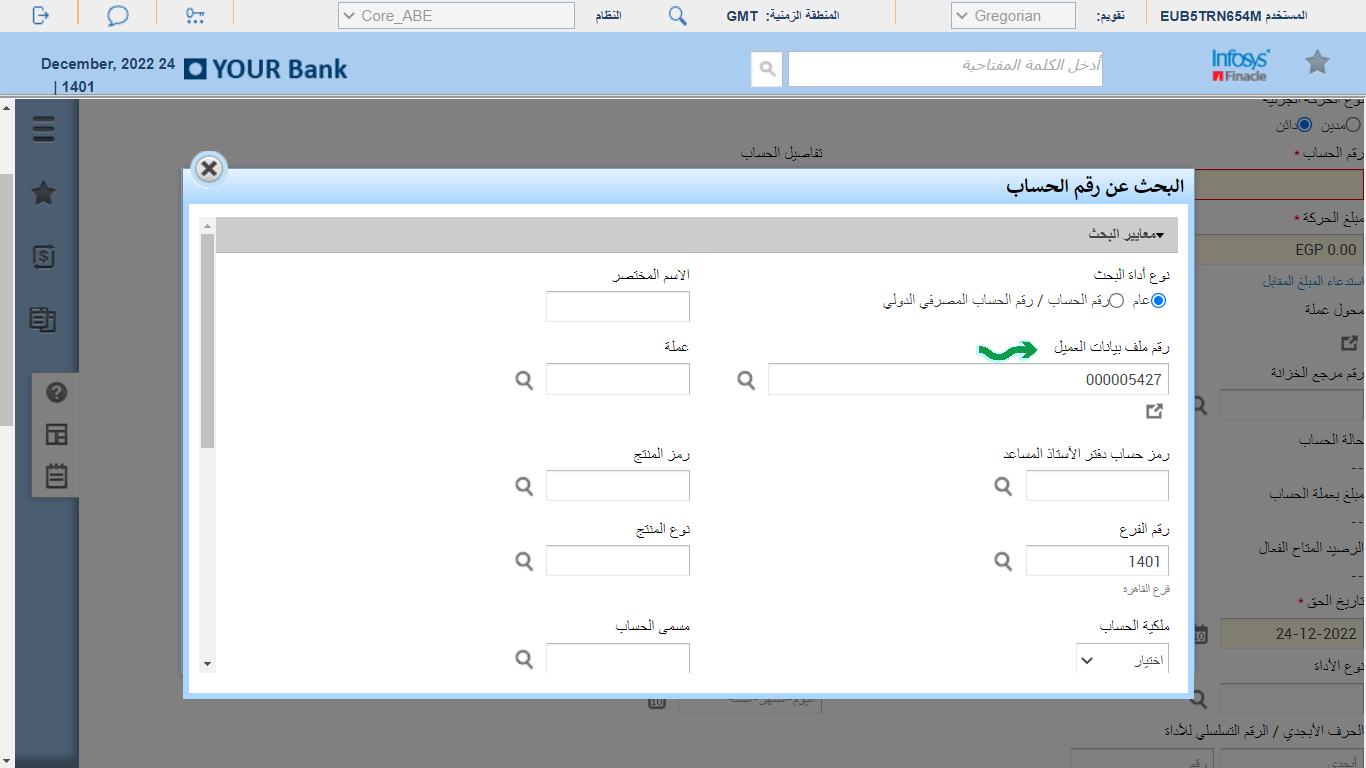 المستخدم EUB5TRN654M
تقويم:
Gregorian
المنطقة الزمنية: GMT
النظام
Core_ABE
Infosys
Finacle
أدخل الكلمة المفتاحية
YOUR Bank
December, 2022 24
| 1401
نوع الحركة الجزئية
مدين
دائن
رقم الحساب *
تفاصيل الحساب
مبلغ الحركة *
EGP 0.00
استدعاء المبلغ المقابل
محول عملة
رقم مرجع الخزانة
حالة الحساب
--
مبلغ بعملة الحساب
--
الرصيد المتاح الفعال
--
تاريخ الحق *
24-12-2022
نوع الأداة
اليوم-الشهر-السنة
الحرف الأبجدي / الرقم التسلسلي للأداة
أبجدي
رقم
البحث عن رقم الحساب
معايير البحث
نوع أداة البحث
عام
رقم الحساب / رقم الحساب المصرفي الدولي
الاسم المختصر
رقم ملف بيانات العميل
000005427
عملة
رمز حساب دفتر الأستاذ المساعد
رمز المنتج
رقم الفرع
1401
فرع القاهرة
نوع المنتج
ملكية الحساب
اختيار
مسمى الحساب